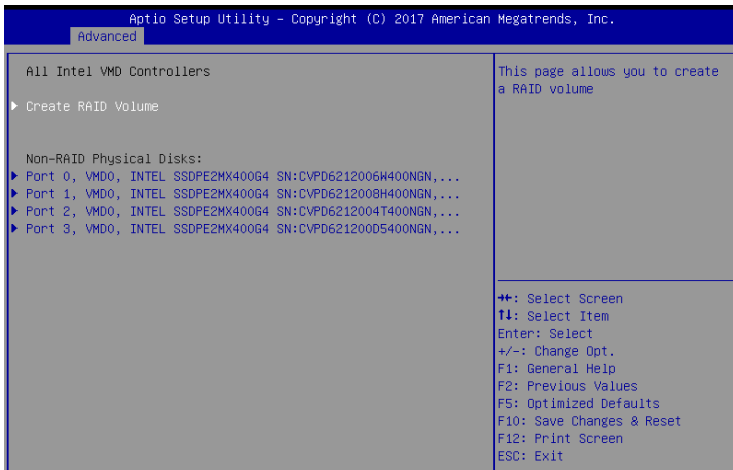 Aptio Setup Utility – Copyright (C) 2017 American Megatrends, Inc.
Advanced
All Intel VMD Controllers
Create RAID Volume
Non-RAID Physical Disks:
Port 0, VMD0, INTEL SSDPE2MX400G4 SN:CVPD6212006W400NGN,...
Port 1, VMD0, INTEL SSDPE2MX400G4 SN:CVPD6212008H400NGN,...
Port 2, VMD0, INTEL SSDPE2MX400G4 SN:CVPD6212004T400NGN,...
Port 3, VMD0, INTEL SSDPE2MX400G4 SN:CVPD621200D5400NGN,...
This page allows you to create
a RAID volume
→←: Select Screen
↑↓: Select Item
Enter: Select
+/-: Change Opt.
F1: General Help
F2: Previous Values
F5: Optimized Defaults
F10: Save Changes & Reset
F12: Print Screen
ESC: Exit